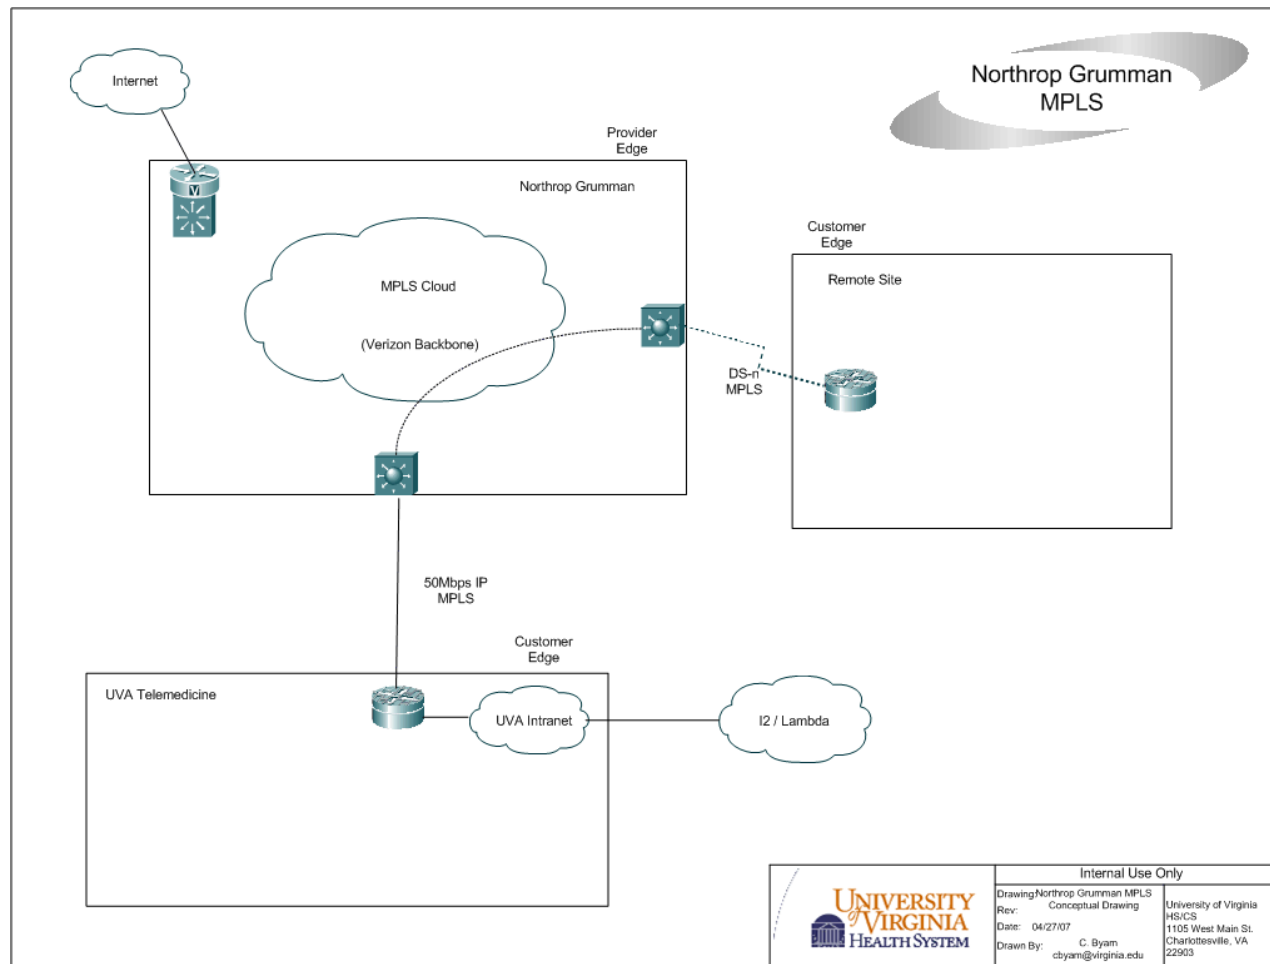 Internet
Northrop Grumman
MPLS
Provider
Edge
Northrop Grumman
V
MPLS Cloud
(Verizon Backbone)
Customer
Edge
Remote Site
DS-n
MPLS
50Mbps IP
MPLS
Customer
Edge
UVA Telemedicine
UVA Intranet
I2 / Lambda
UNIVERSITY
of VIRGINIA
HEALTH SYSTEM
Internal Use Only
Drawing: Northrop Grumman MPLS
Conceptual Drawing
Rev:
Date: 04/27/07
Drawn By: C. Byam
cbyam@virginia.edu
University of Virginia
HS/CS
1105 West Main St.
Charlottesville, VA
22903